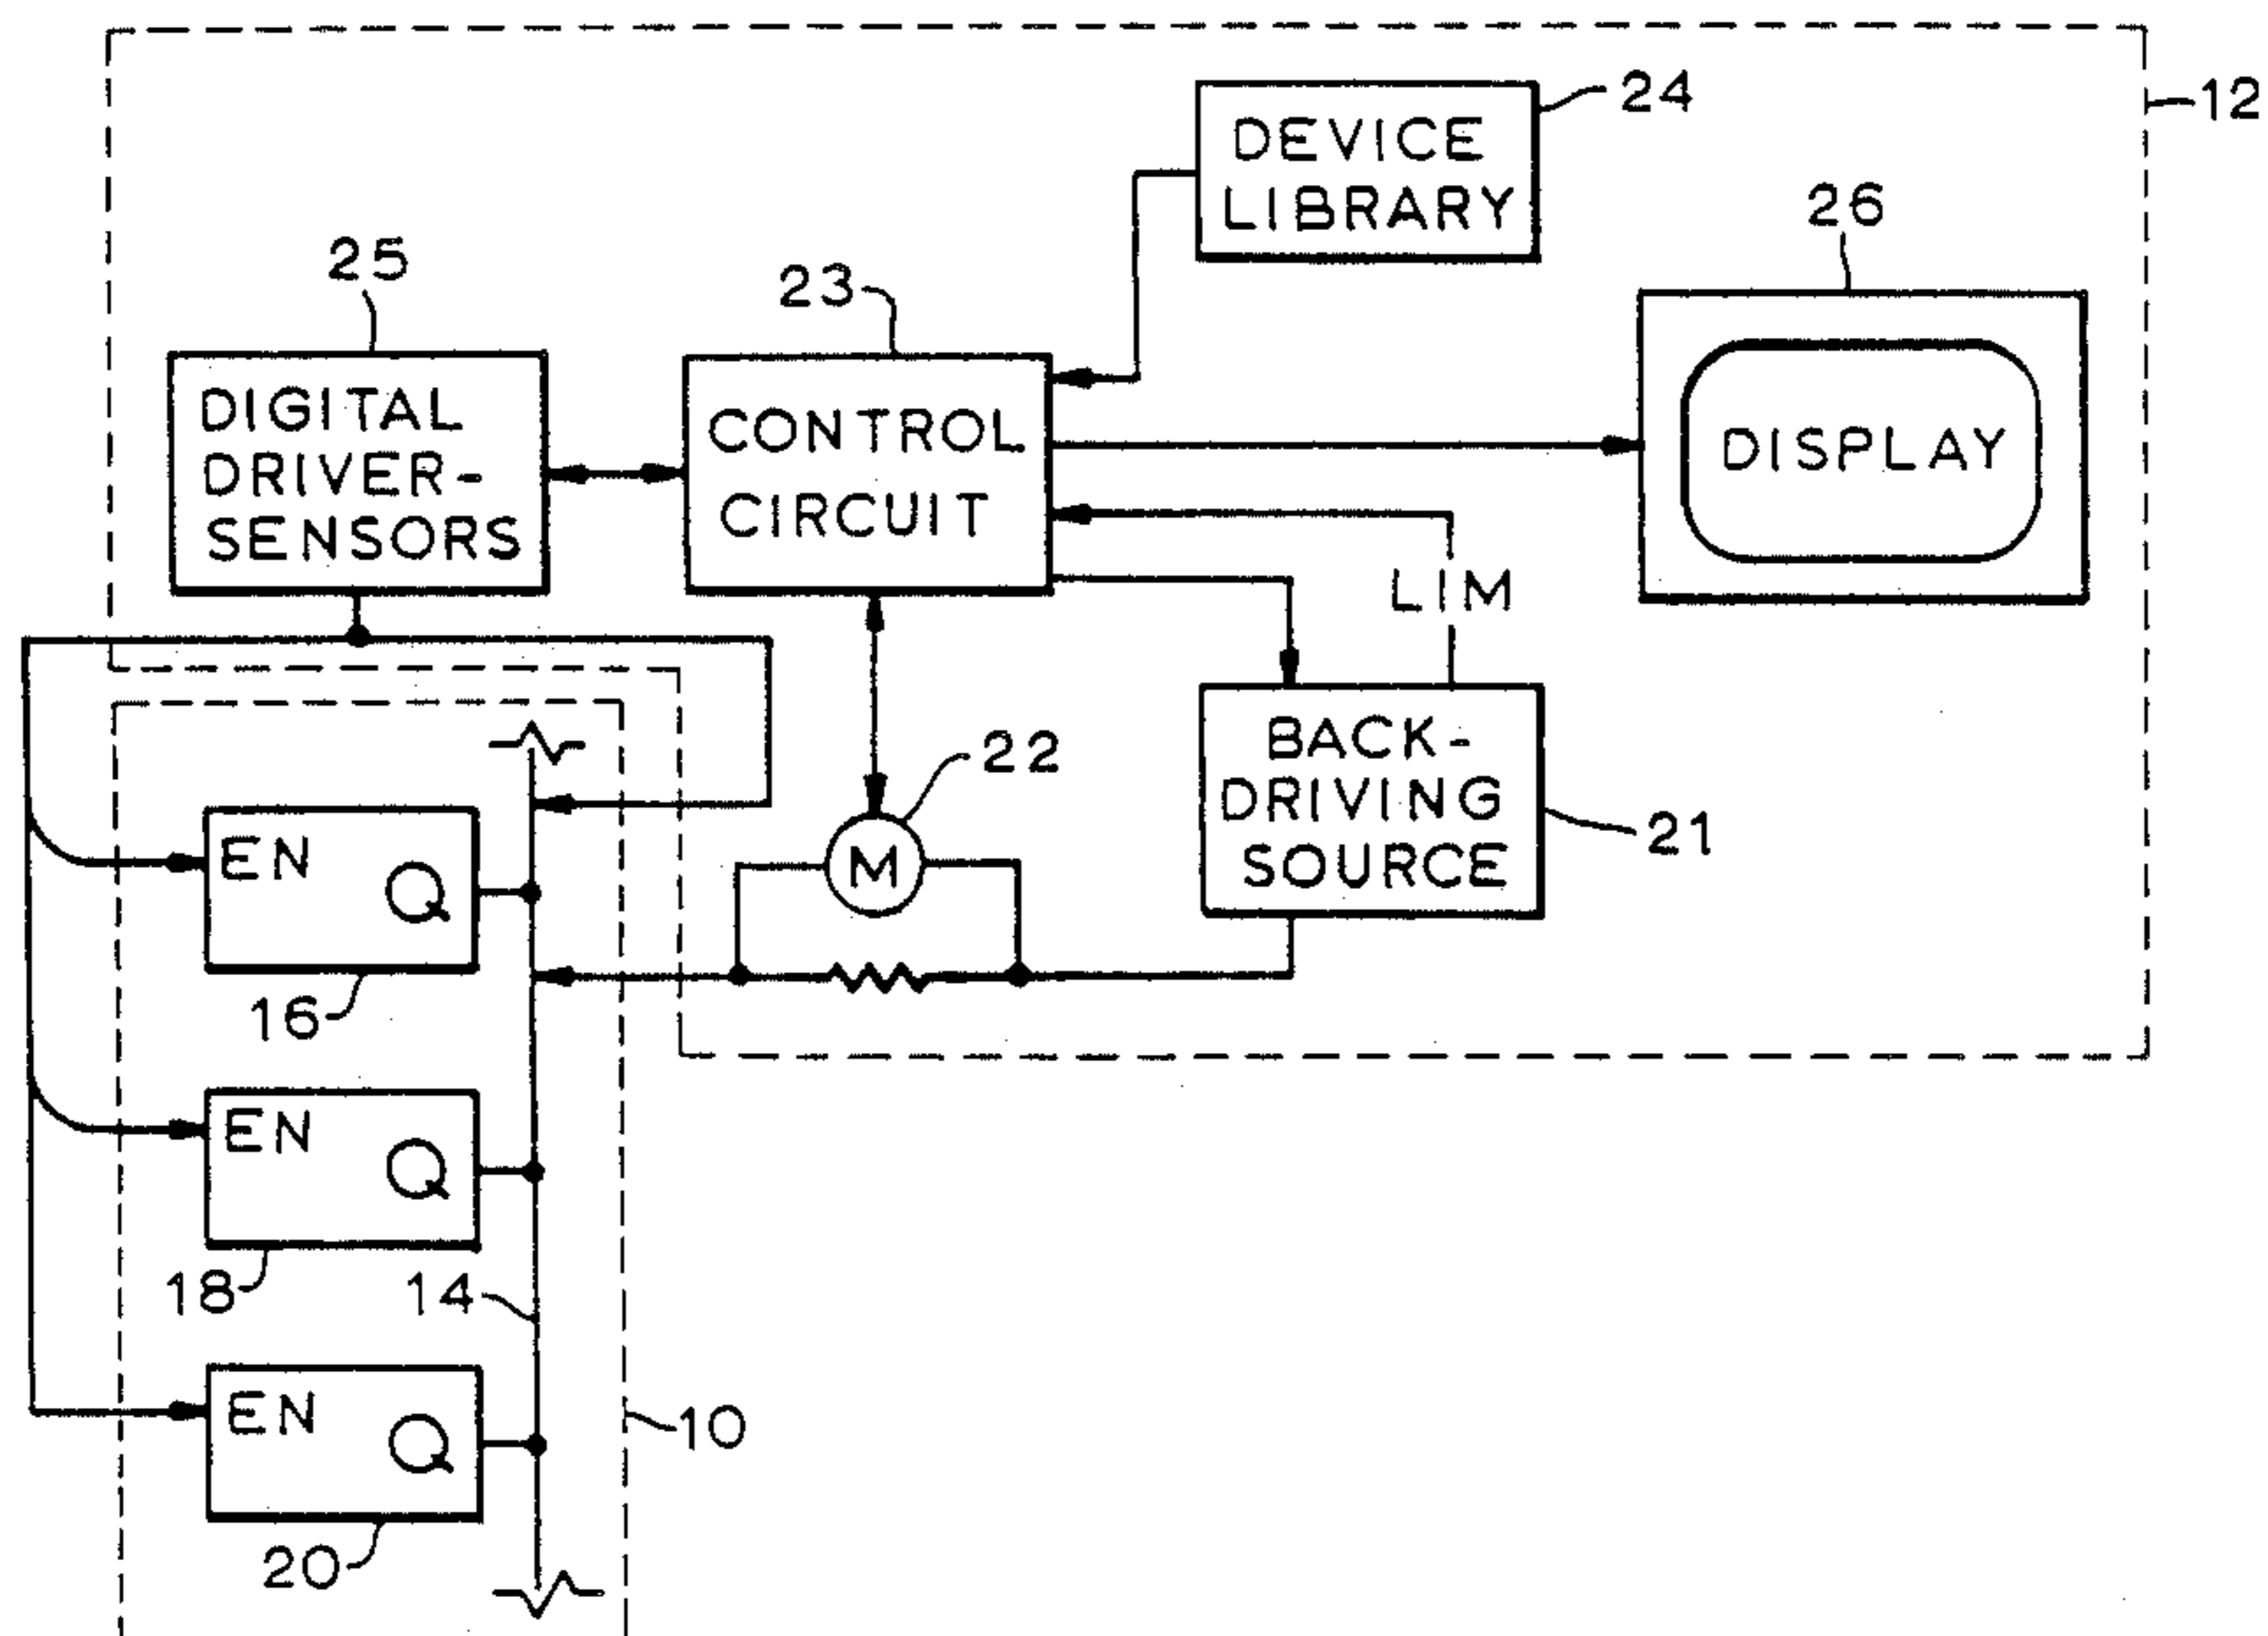 24
12
DEVICE
LIBRARY
26
25
23
DIGITAL
DRIVER-
SENSORS
CONTROL
CIRCUIT
DISPLAY
LIM
22
BACK-
DRIVING
SOURCE
21
M
EN
Q
16
EN
Q
18
14
EN
Q
10
20